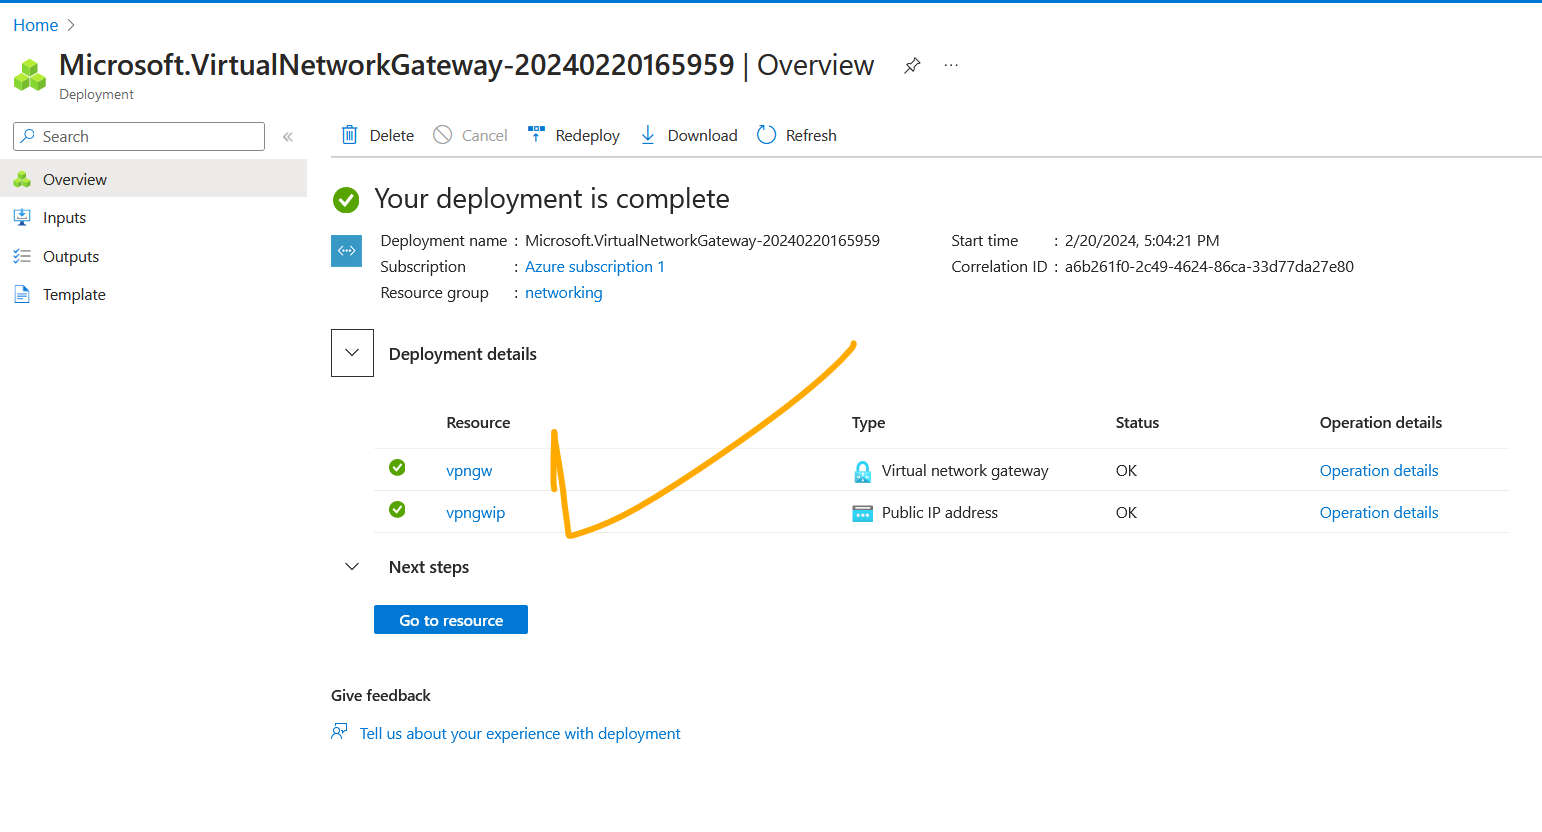 Home
Microsoft.VirtualNetworkGateway-20240220165959 | Overview
Deployment
Search
Delete Cancel Redeploy Download Refresh
Overview
Inputs
Outputs
Template
Your deployment is complete
Deployment name : Microsoft.VirtualNetworkGateway-20240220165959
Subscription : Azure subscription 1
Resource group : networking
Start time : 2/20/2024, 5:04:21 PM
Correlation ID : a6b261f0-2c49-4624-86ca-33d77da27e80
Deployment details
Resource Type Status Operation details
vpngw Virtual network gateway OK Operation details
vpngwip Public IP address OK Operation details
Next steps
Go to resource
Give feedback
Tell us about your experience with deployment